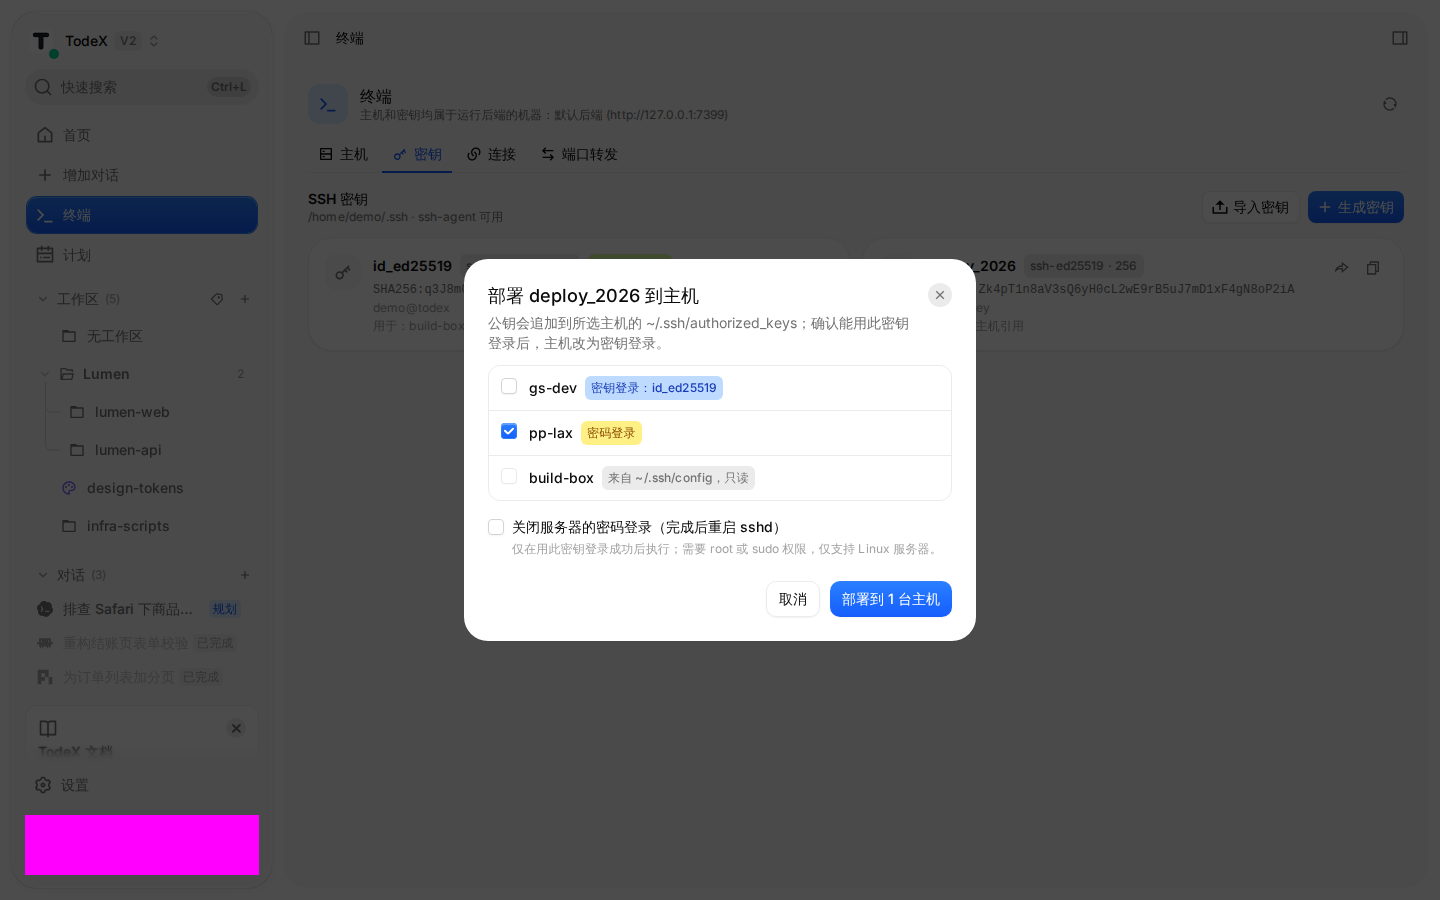 TodeX V2
快速搜索 Ctrl+L
首页
增加对话
终端
计划
工作区 (5)
无工作区
Lumen 2
lumen-web
lumen-api
design-tokens
infra-scripts
对话 (3)
排查 Safari 下商品... 规划
重构结账页表单校验 已完成
为订单列表加分页 已完成
TodeX 文档
设置
终端
终端
主机和密钥均属于运行后端的机器：默认后端 (http://127.0.0.1:7399)
主机 密钥 连接 端口转发
SSH 密钥
/home/demo/.ssh · ssh-agent 可用
导入密钥 生成密钥
id_ed25519
SHA256:q3J8m
demo@todex
用于：build-box
_2026 ssh-ed25519 · 256
Zk4pT1n8aV3sQ6yH0cL2wE9rB5uJ7mD1xF4gN8oP2iA
主机引用
部署 deploy_2026 到主机
公钥会追加到所选主机的 ~/.ssh/authorized_keys；确认能用此密钥
登录后，主机改为密钥登录。
gs-dev 密钥登录：id_ed25519
pp-lax 密码登录
build-box 来自 ~/.ssh/config，只读
关闭服务器的密码登录（完成后重启 sshd）
仅在用此密钥登录成功后执行；需要 root 或 sudo 权限，仅支持 Linux 服务器。
取消 部署到 1 台主机